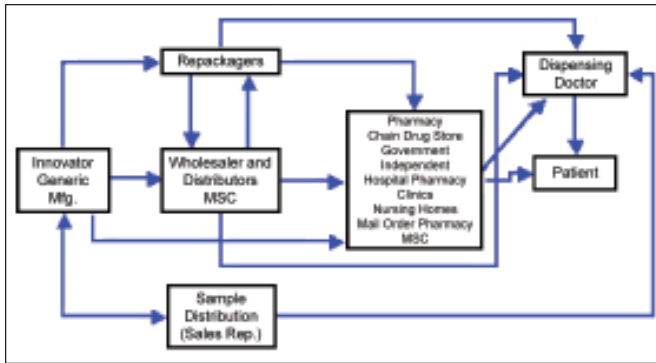 Repackagers
Dispensing
Doctor
Innovator
Generic
Mfg.
Wholesaler and
Distributors
MSC
Pharmacy
Chain Drug Store
Government
Independent
Hospital Pharmacy
Clinics
Nursing Homes
Mail Order Pharmacy
MSC
Patient
Sample
Distribution
(Sales Rep.)